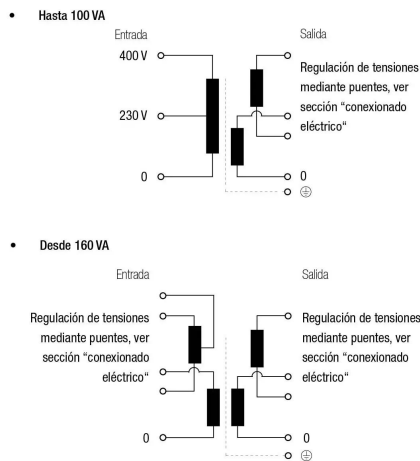 • Hasta 100 VA
Entrada
Salida
400 V
230 V
0
Regulación de tensiones
mediante puentes, ver
sección “conexionado
eléctrico“
0
• Desde 160 VA
Entrada
Salida
Regulación de tensiones
mediante puentes, ver
sección “conexionado
eléctrico“
0
Regulación de tensiones
mediante puentes, ver
sección “conexionado
eléctrico“
0